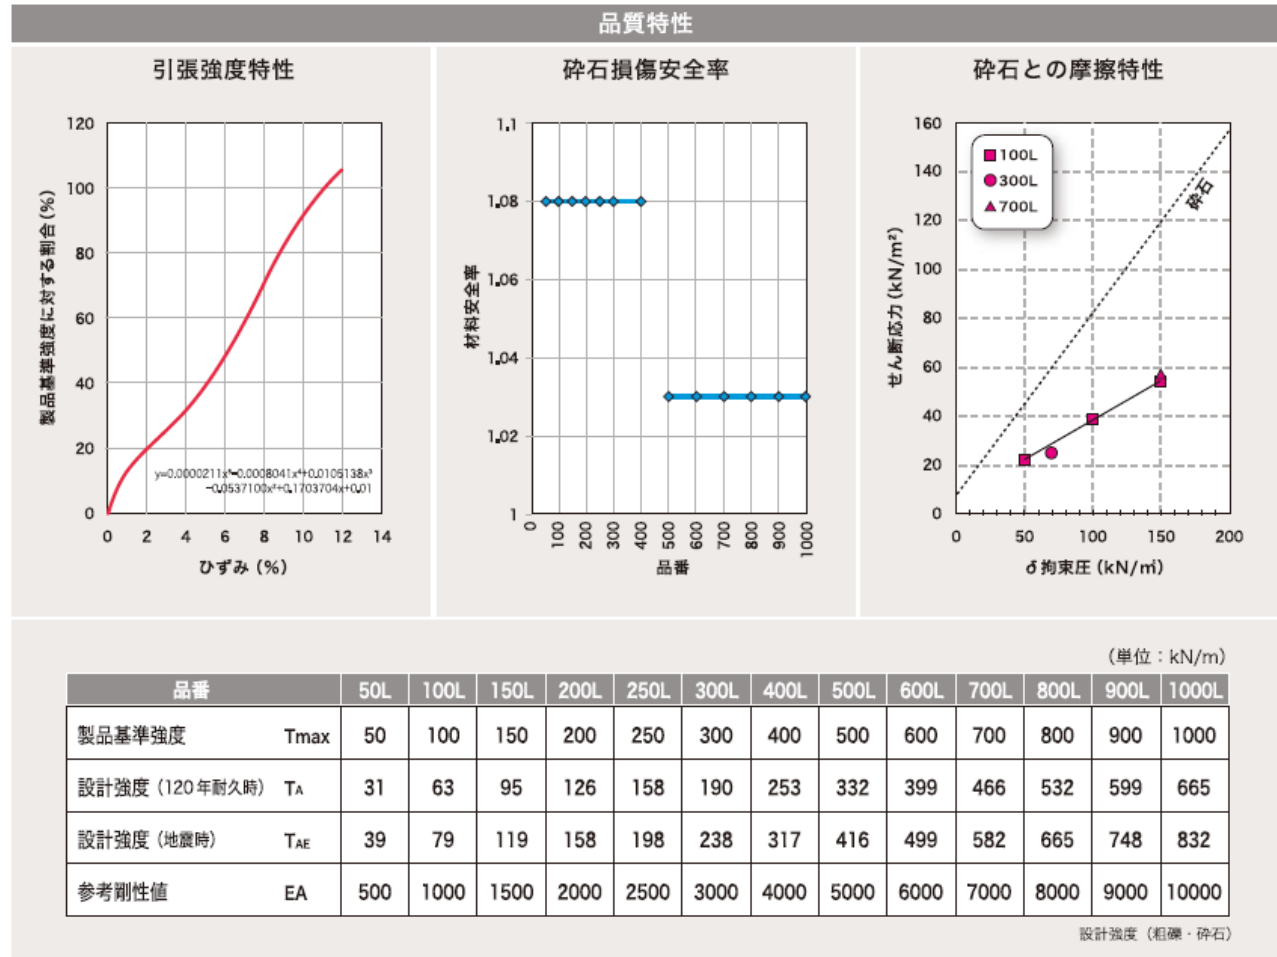 品質特性
引張強度特性
製品基準強度に対する割合(%)
120
100
80
60
40
20
0
y=0.0000211x⁵−0.0008041x⁴+0.0105138x³
−0.0537100x²+0.1703704x+0.01
0 2 4 6 8 10 12 14
ひずみ(%)
砕石損傷安全率
材料安全率
1.1
1.08
1.06
1.04
1.02
1
0 100 200 300 400 500 600 700 800 900 1000
品番
砕石との摩擦特性
せん断応力(kN/m²)
160
140
120
100
80
60
40
20
0
100L
300L
700L
砕石
0 50 100 150 200
δ拘束圧(kN/㎡)
(単位:kN/m)
品番 50L 100L 150L 200L 250L 300L 400L 500L 600L 700L 800L 900L 1000L
製品基準強度 Tmax 50 100 150 200 250 300 400 500 600 700 800 900 1000
設計強度(120年耐久時) TA 31 63 95 126 158 190 253 332 399 466 532 599 665
設計強度(地震時) TAE 39 79 119 158 198 238 317 416 499 582 665 748 832
参考剛性値 EA 500 1000 1500 2000 2500 3000 4000 5000 6000 7000 8000 9000 10000
設計強度(粗礫・砕石)